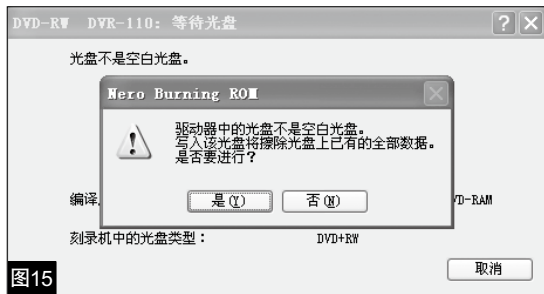 DVD-RW DVR-110: 等待光盘
光盘不是空白光盘。
Nero Burning ROM
驱动器中的光盘不是空白光盘。
写入该光盘将擦除光盘上已有的全部数据。
是否要进行？
是(Y) 否(N)
编译 VD-RAM
刻录机中的光盘类型： DVD+RW
取消
图15